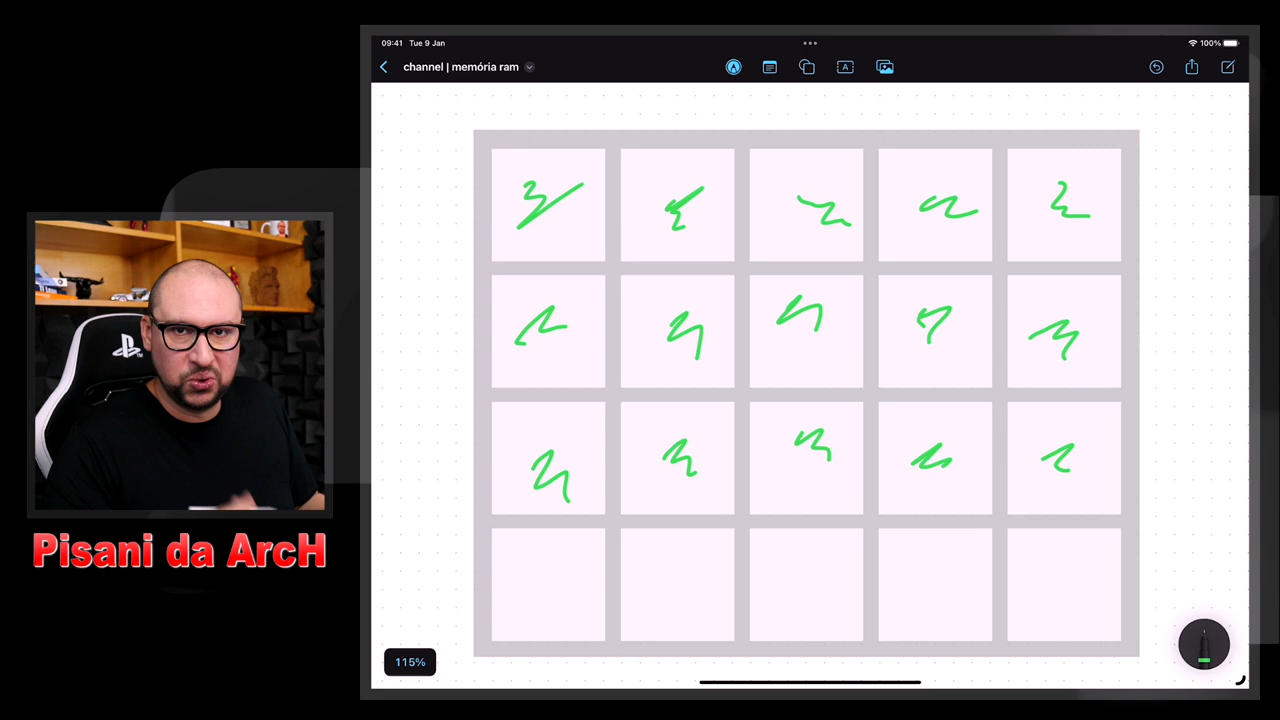 09:41 Tue 9 Jan
100%
channel | memória ram
A
Pisani da ArcH
115%